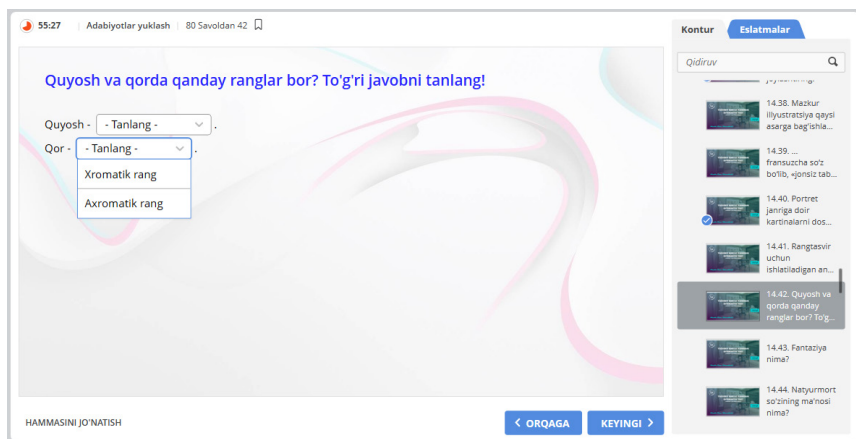 55:27 Adabiyotlar yuklash 80 Savoldan 42
Quyosh va qorda qanday ranglar bor? To'g'ri javobni tanlang!
Quyosh - - Tanlang - .
Qor - - Tanlang - .
Xromatik rang
Axromatik rang
HAMMASINI JO'NATISH
ORQAGA
KEYINGI
Kontur
Eslatmalar
Qidiruv
14.38. Mazkur
illyustratsiya qaysi
asarga bag'ishla...
14.39. ...
fransuzcha so'z
bo'lib, «jonsiz tab...
14.40. Portret
janriga doir
kartinalarni dos...
14.41. Rangtasvir
uchun
ishlatiladigan an...
14.42. Quyosh va
qorda qanday
ranglar bor? To'g...
14.43. Fantaziya
nima?
14.44. Natyurmort
so'zining ma'nosi
nima?